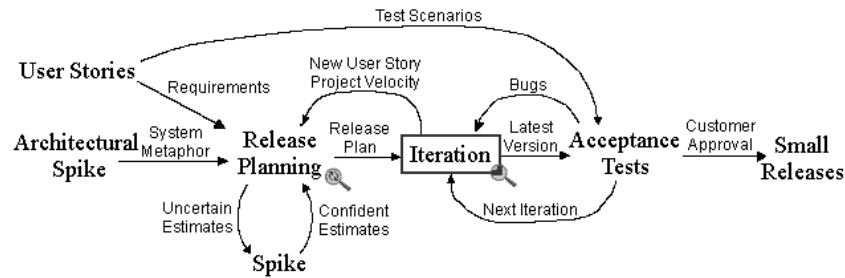 Test Scenarios
User Stories
Requirements
New User Story
Project Velocity
Bugs
Architectural
Spike
System
Metaphor
Release
Planning
Release
Plan
Iteration
Latest
Version
Acceptance
Tests
Customer
Approval
Small
Releases
Uncertain
Estimates
Confident
Estimates
Next Iteration
Spike